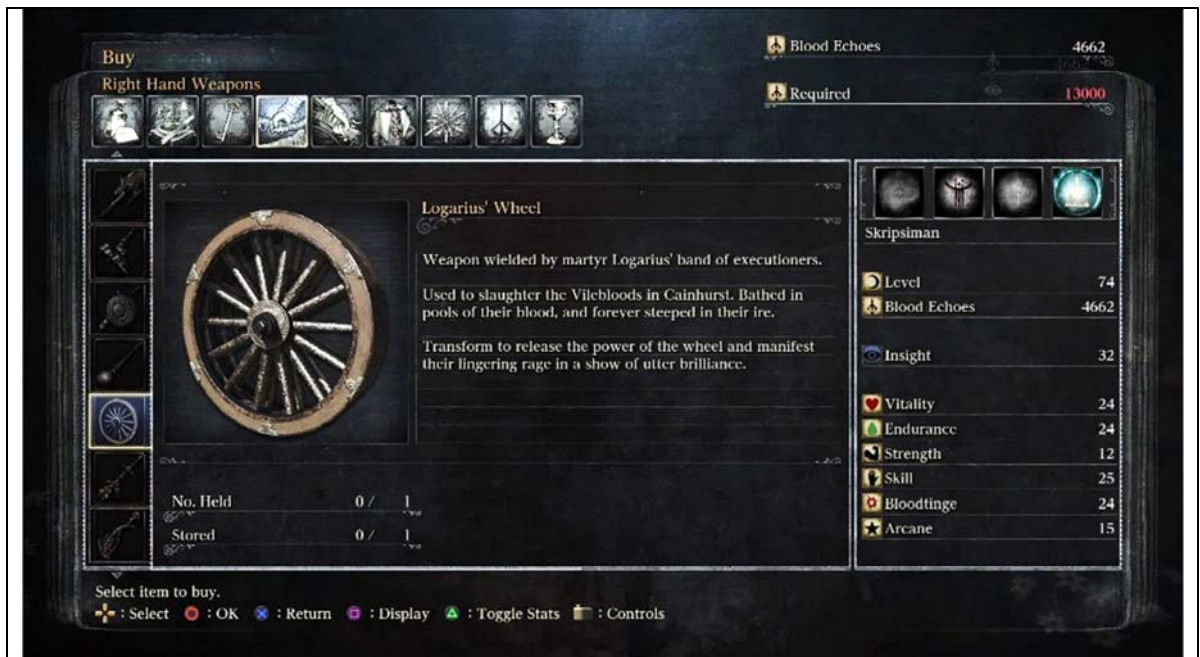 Buy
Right Hand Weapons
Blood Echoes 4662
Required 13000
Logarius' Wheel
Weapon wielded by martyr Logarius' band of executioners.
Used to slaughter the Vilebloods in Cainhurst. Bathed in
pools of their blood, and forever steeped in their ire.
Transform to release the power of the wheel and manifest
their lingering rage in a show of utter brilliance.
No. Held 0 / 1
Stored 0 / 1
Skripsiman
Level 74
Blood Echoes 4662
Insight 32
Vitality 24
Endurance 24
Strength 12
Skill 25
Bloodtinge 24
Arcane 15
Select item to buy.
: Select : OK : Return : Display : Toggle Stats : Controls